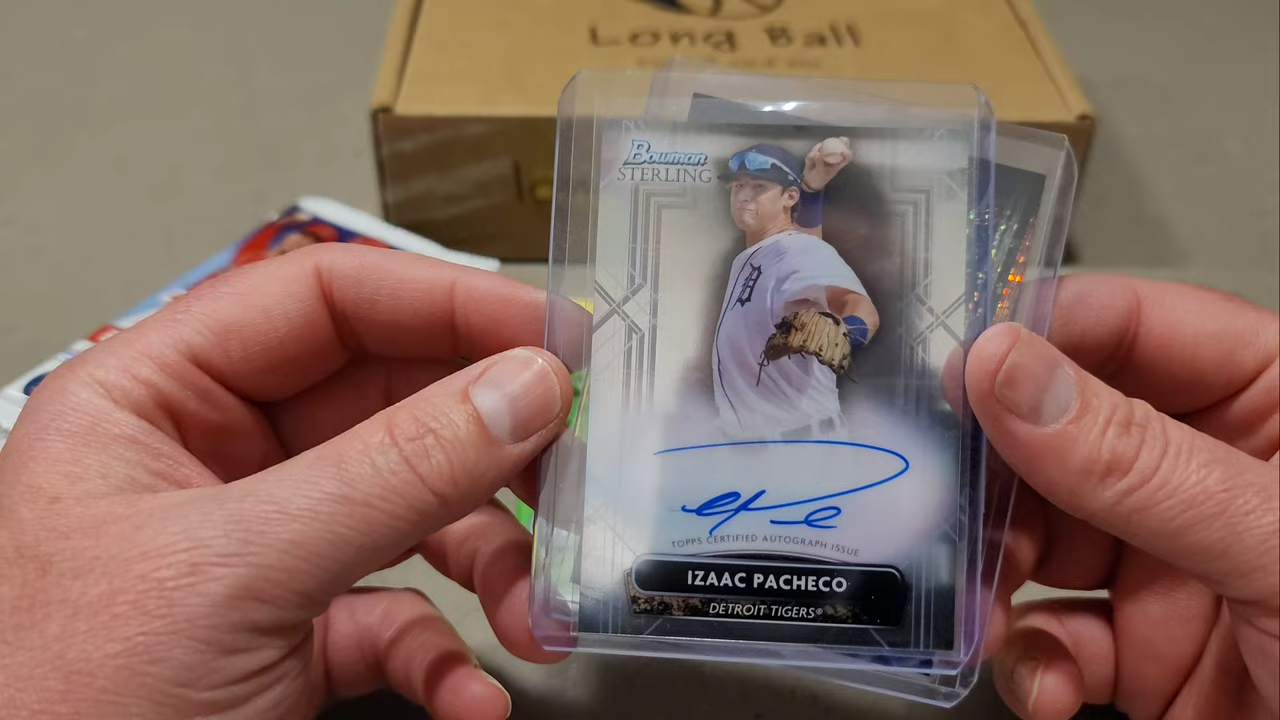 Long Ball
Bowman
STERLING
D
TOPPS CERTIFIED AUTOGRAPH ISSUE
IZAAC PACHECO
DETROIT TIGERS®